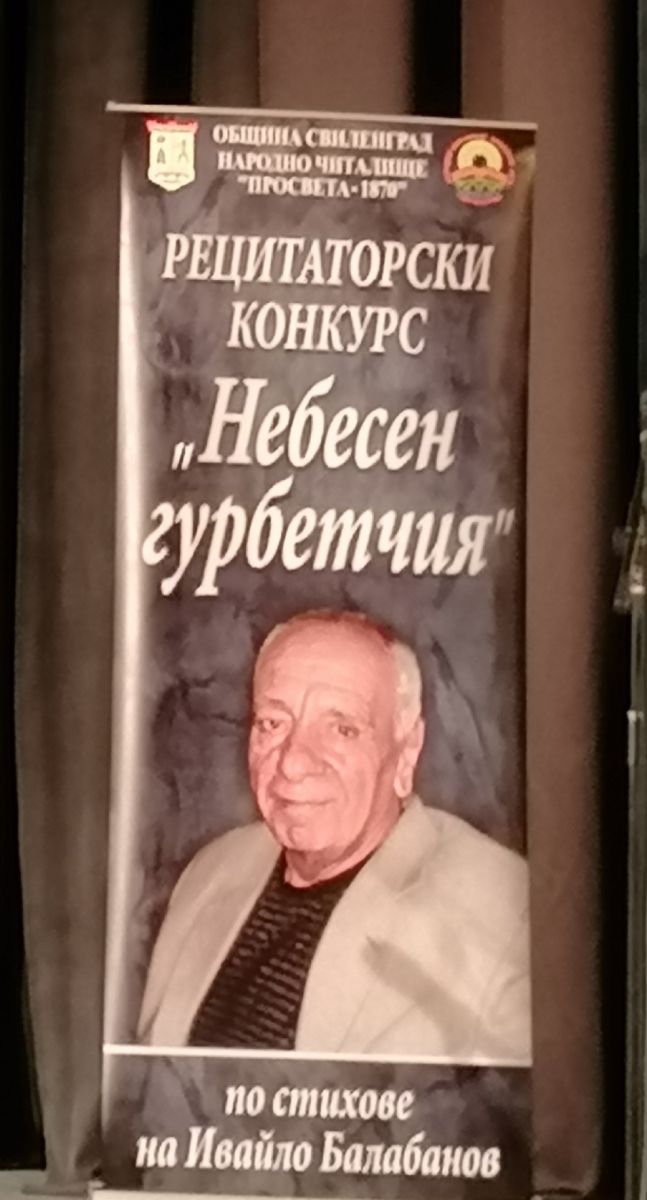 ОБЩИНА СВИЛЕНГРАД
НАРОДНО ЧИТАЛИЩЕ
"ПРОСВЕТА-1870"
РЕЦИТАТОРСКИ
КОНКУРС
„Небесен
гурбетчия"
по стихове
на Ивайло Балабанов